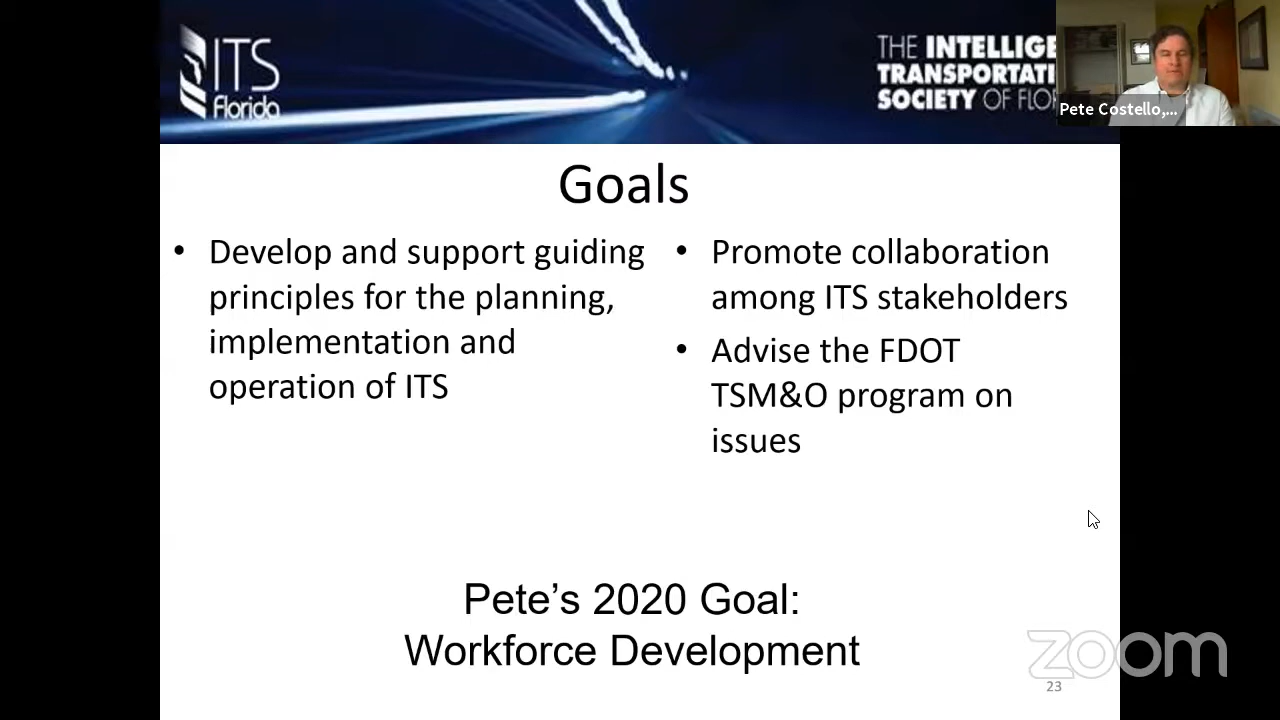 ITS
Florida
THE INTELLIGE
TRANSPORTATI
SOCIETY OF FLO
Pete Costello,...
Goals
• Develop and support guiding
principles for the planning,
implementation and
operation of ITS
• Promote collaboration
among ITS stakeholders
• Advise the FDOT
TSM&O program on
issues
Pete’s 2020 Goal:
Workforce Development
zoom
23